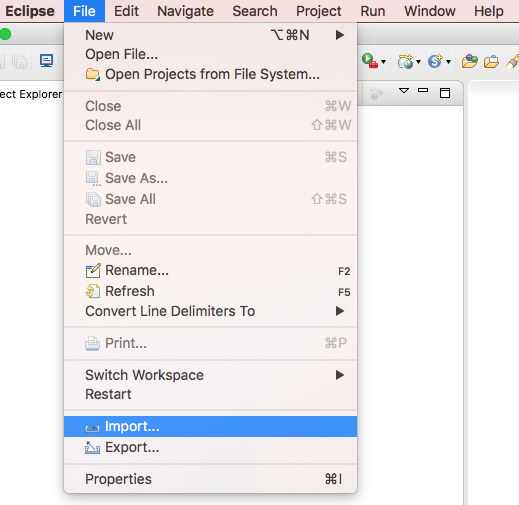 Eclipse File Edit Navigate Search Project Run Window Help
New ⌥⌘N
Open File...
Open Projects from File System...
ect Explorer
Close ⌘W
Close All ⇧⌘W
Save ⌘S
Save As...
Save All ⇧⌘S
Revert
Move...
Rename... F2
Refresh F5
Convert Line Delimiters To
Print... ⌘P
Switch Workspace
Restart
Import...
Export...
Properties ⌘I